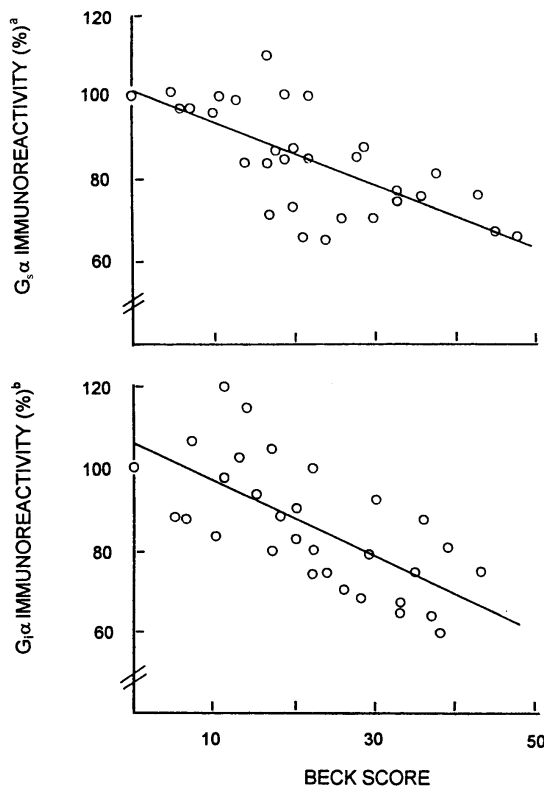 120
100
80
60
Gₛα IMMUNOREACTIVITY (%)ᵃ
120
100
80
60
Gᵢα IMMUNOREACTIVITY (%)ᵇ
10 30 50
BECK SCORE